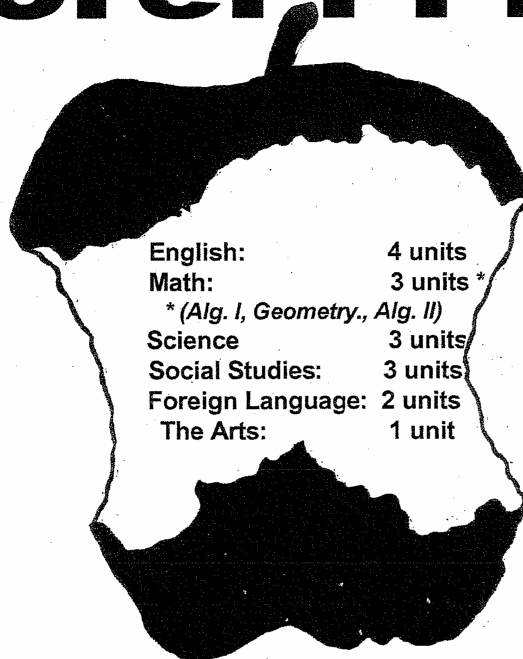 English: 4 units
Math: 3 units *
* (Alg. I, Geometry., Alg. II)
Science 3 units
Social Studies: 3 units
Foreign Language: 2 units
The Arts: 1 unit